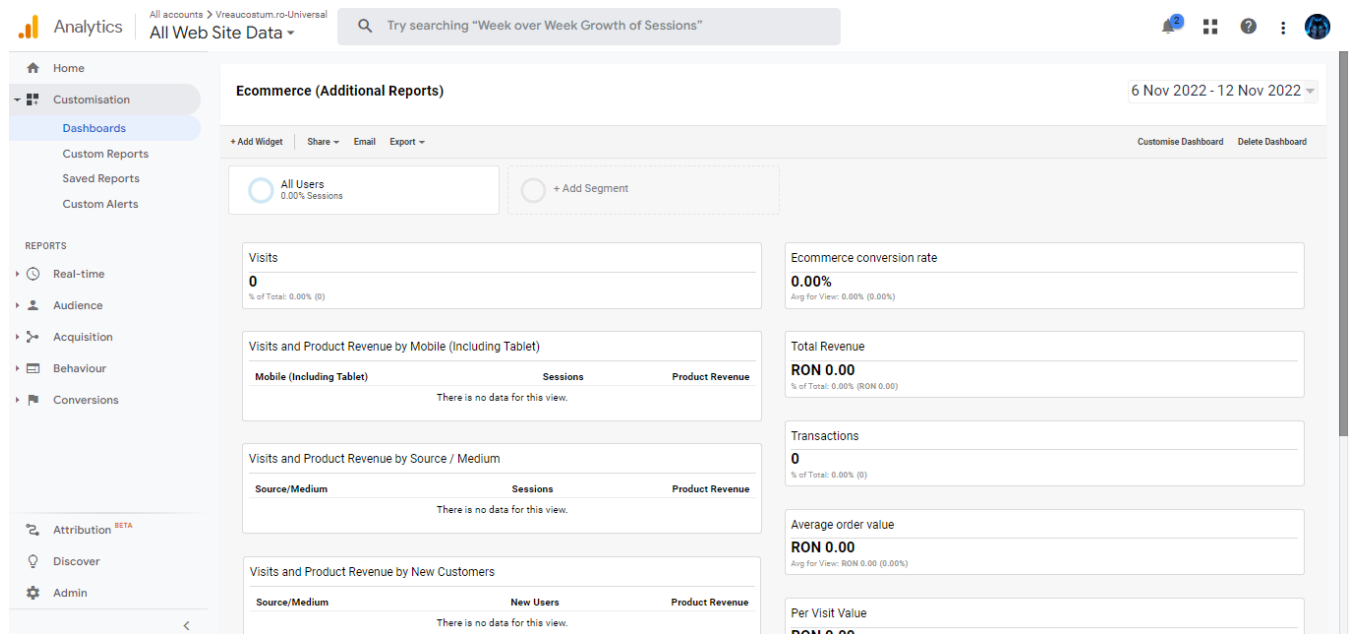 Analytics
All accounts > Vreaucostum.ro-Universal
All Web Site Data
Try searching “Week over Week Growth of Sessions”
2
Home
Customisation
Dashboards
Custom Reports
Saved Reports
Custom Alerts
REPORTS
Real-time
Audience
Acquisition
Behaviour
Conversions
Attribution BETA
Discover
Admin
Ecommerce (Additional Reports)
6 Nov 2022 - 12 Nov 2022
+ Add Widget Share Email Export Customise Dashboard Delete Dashboard
All Users
0.00% Sessions
+ Add Segment
Visits
0
% of Total: 0.00% (0)
Visits and Product Revenue by Mobile (Including Tablet)
Mobile (Including Tablet) Sessions Product Revenue
There is no data for this view.
Visits and Product Revenue by Source / Medium
Source/Medium Sessions Product Revenue
There is no data for this view.
Visits and Product Revenue by New Customers
Source/Medium New Users Product Revenue
There is no data for this view.
Ecommerce conversion rate
0.00%
Avg for View: 0.00% (0.00%)
Total Revenue
RON 0.00
% of Total: 0.00% (RON 0.00)
Transactions
0
% of Total: 0.00% (0)
Average order value
RON 0.00
Avg for View: RON 0.00 (0.00%)
Per Visit Value
RON 0.00